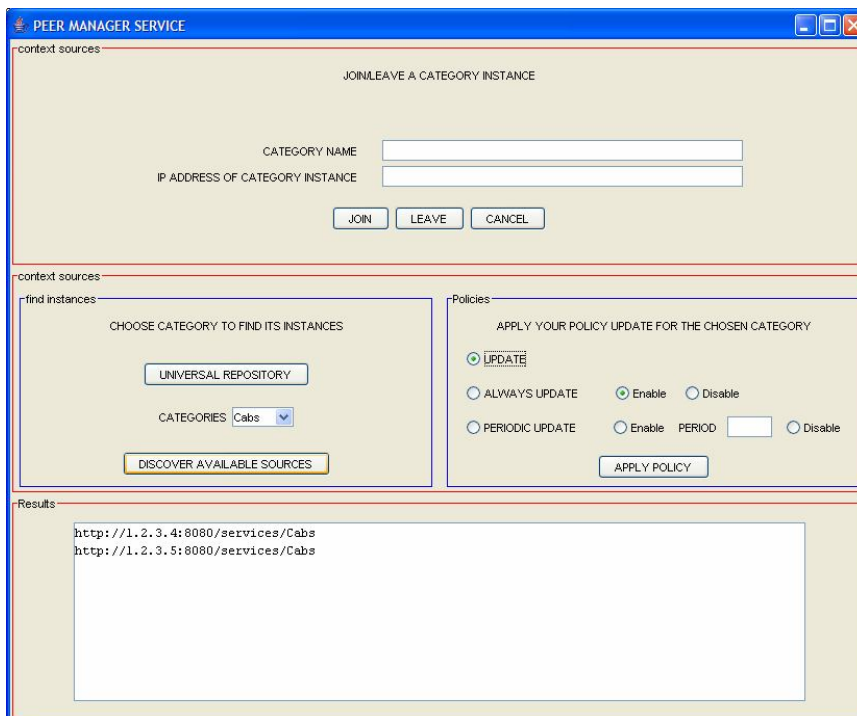 PEER MANAGER SERVICE
context sources
JOIN/LEAVE A CATEGORY INSTANCE
CATEGORY NAME
IP ADDRESS OF CATEGORY INSTANCE
JOIN LEAVE CANCEL
context sources
find instances
CHOOSE CATEGORY TO FIND ITS INSTANCES
UNIVERSAL REPOSITORY
CATEGORIES Cabs
DISCOVER AVAILABLE SOURCES
Policies
APPLY YOUR POLICY UPDATE FOR THE CHOSEN CATEGORY
UPDATE
ALWAYS UPDATE Enable Disable
PERIODIC UPDATE Enable PERIOD Disable
APPLY POLICY
Results
http://1.2.3.4:8080/services/Cabs
http://1.2.3.5:8080/services/Cabs